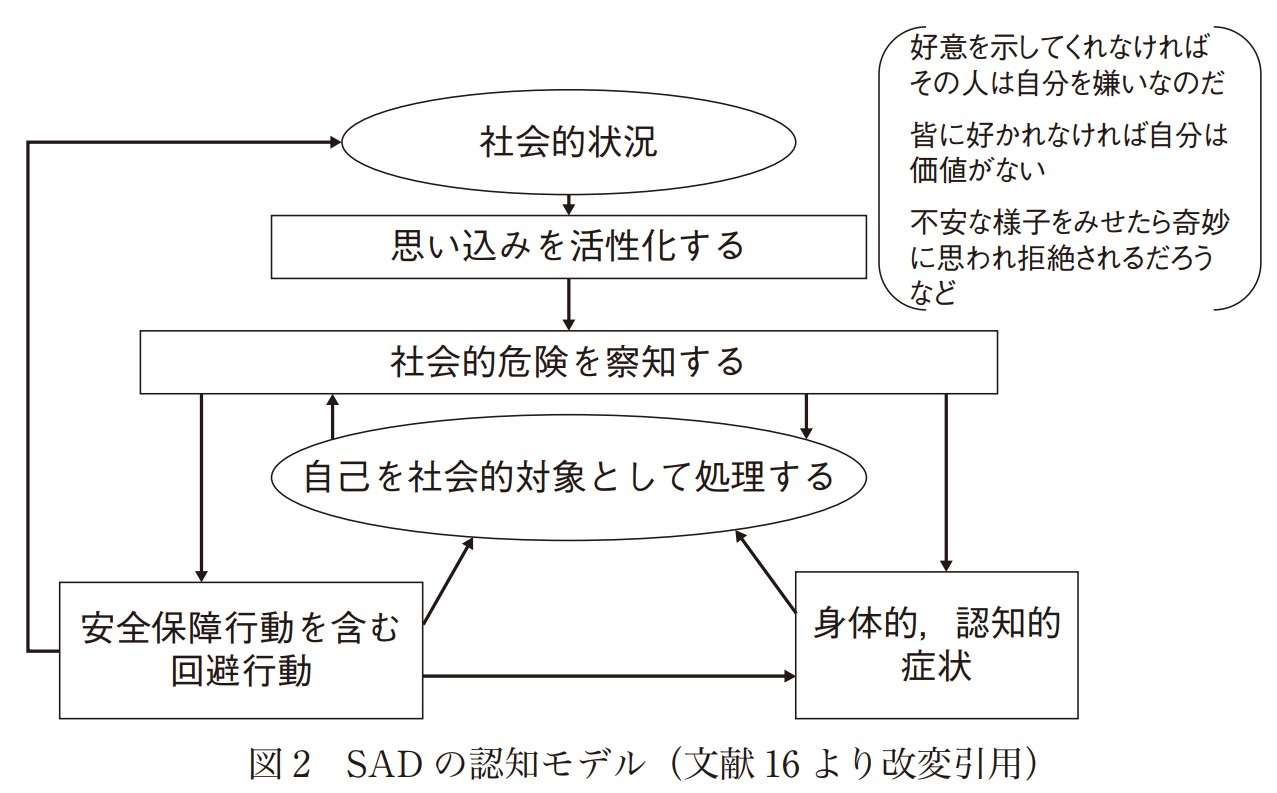 好意を示してくれなければ
その人は自分を嫌いなのだ
皆に好かれなければ自分は
価値がない
不安な様子をみせたら奇妙
に思われ拒絶されるだろう
など
社会的状況
思い込みを活性化する
社会的危険を察知する
自己を社会的対象として処理する
安全保障行動を含む
回避行動
身体的，認知的
症状
図2　SADの認知モデル（文献16より改変引用）